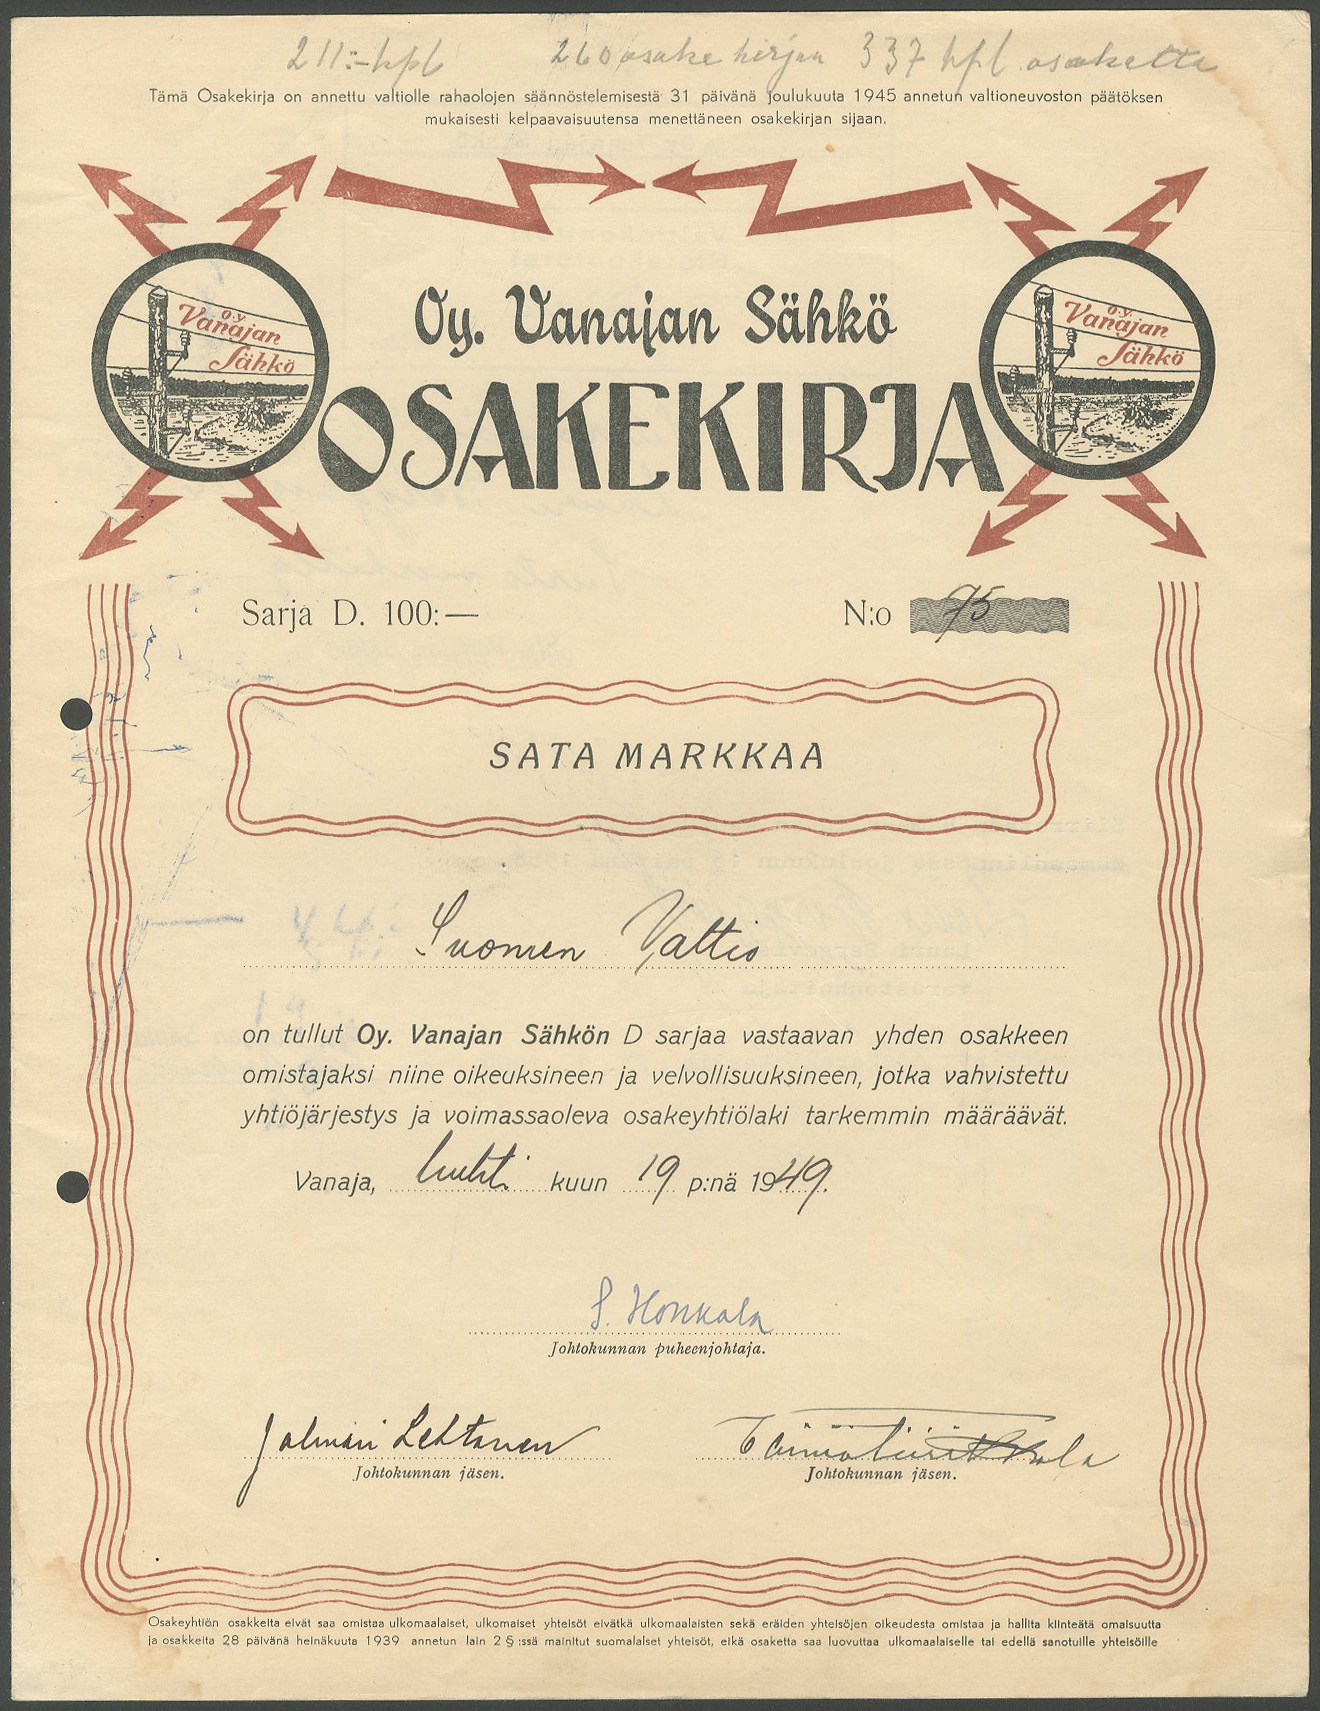 211:- kpl 260 osake kirjan 337 kpl osaketta
Tämä Osakekirja on annettu valtiolle rahaolojen säännöstelemisestä 31 päivänä joulukuuta 1945 annetun valtioneuvoston päätöksen
mukaisesti kelpaavaisuutensa menettäneen osakekirjan sijaan.
O.Y. Vanajan Sähkö
Oy. Vanajan Sähkö
O.Y. Vanajan Sähkö
OSAKEKIRJA
Sarja D. 100:— N:o 75
SATA MARKKAA
Suomen Valtio
on tullut Oy. Vanajan Sähkön D sarjaa vastaavan yhden osakkeen
omistajaksi niine oikeuksineen ja velvollisuuksineen, jotka vahvistettu
yhtiöjärjestys ja voimassaoleva osakeyhtiölaki tarkemmin määräävät.
Vanaja, huhti kuun 19 p:nä 1949.
S. Honkala
Johtokunnan puheenjohtaja.
Jalmari Lehtonen
Johtokunnan jäsen. Johtokunnan jäsen.
Osakeyhtiön osakkeita eivät saa omistaa ulkomaalaiset, ulkomaiset yhteisöt eivätkä ulkomaalaisten sekä eräiden yhteisöjen oikeudesta omistaa ja hallita kiinteätä omaisuutta
ja osakkeita 28 päivänä heinäkuuta 1939 annetun lain 2 § :ssä mainitut suomalaiset yhteisöt, eikä osaketta saa luovuttaa ulkomaalaiselle tai edellä sanotuille yhteisöille